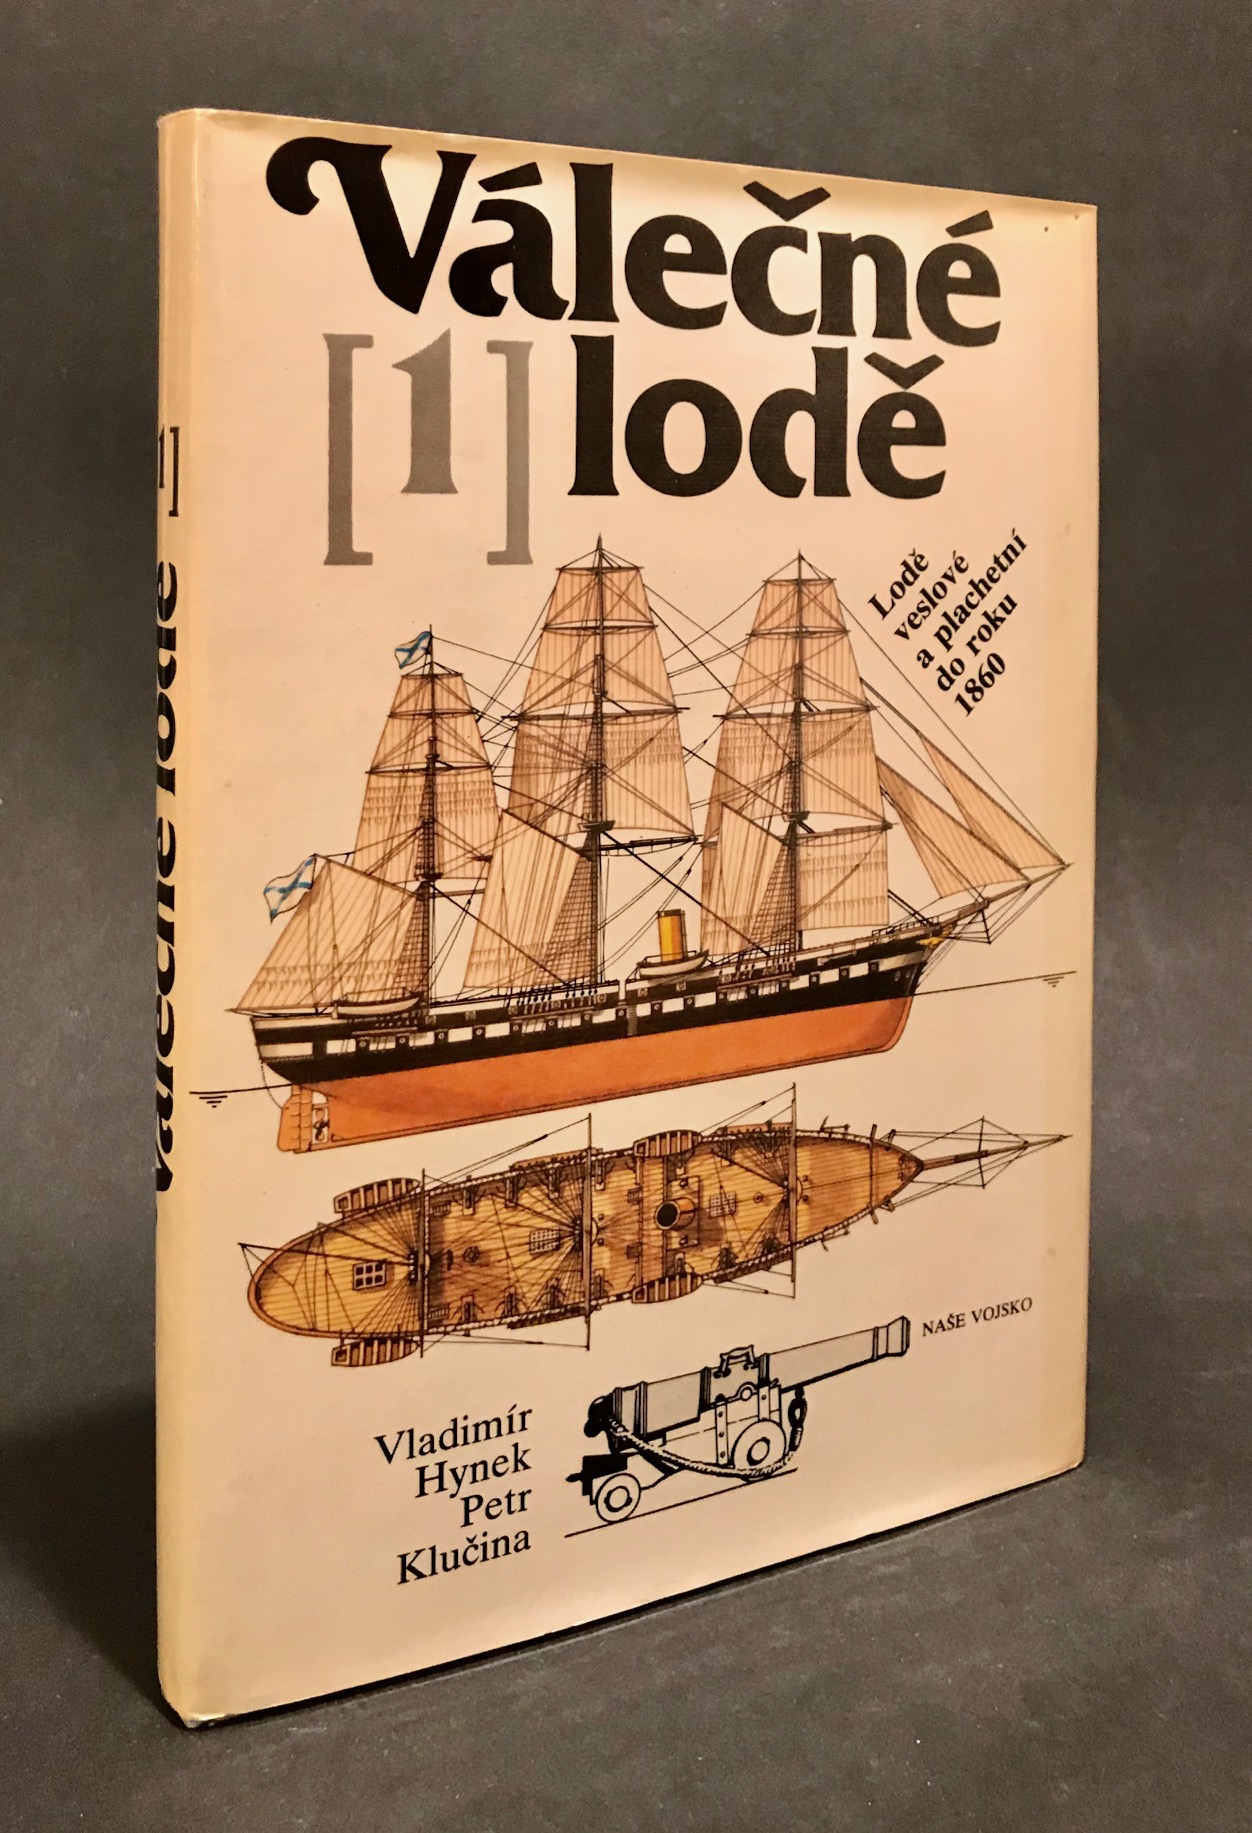 Válečné
[1] lodě
Lodě
veslové
a plachetní
do roku
1860
NAŠE VOJSKO
Vladimír
Hynek
Petr
Klučina
Válečné lodě 1]